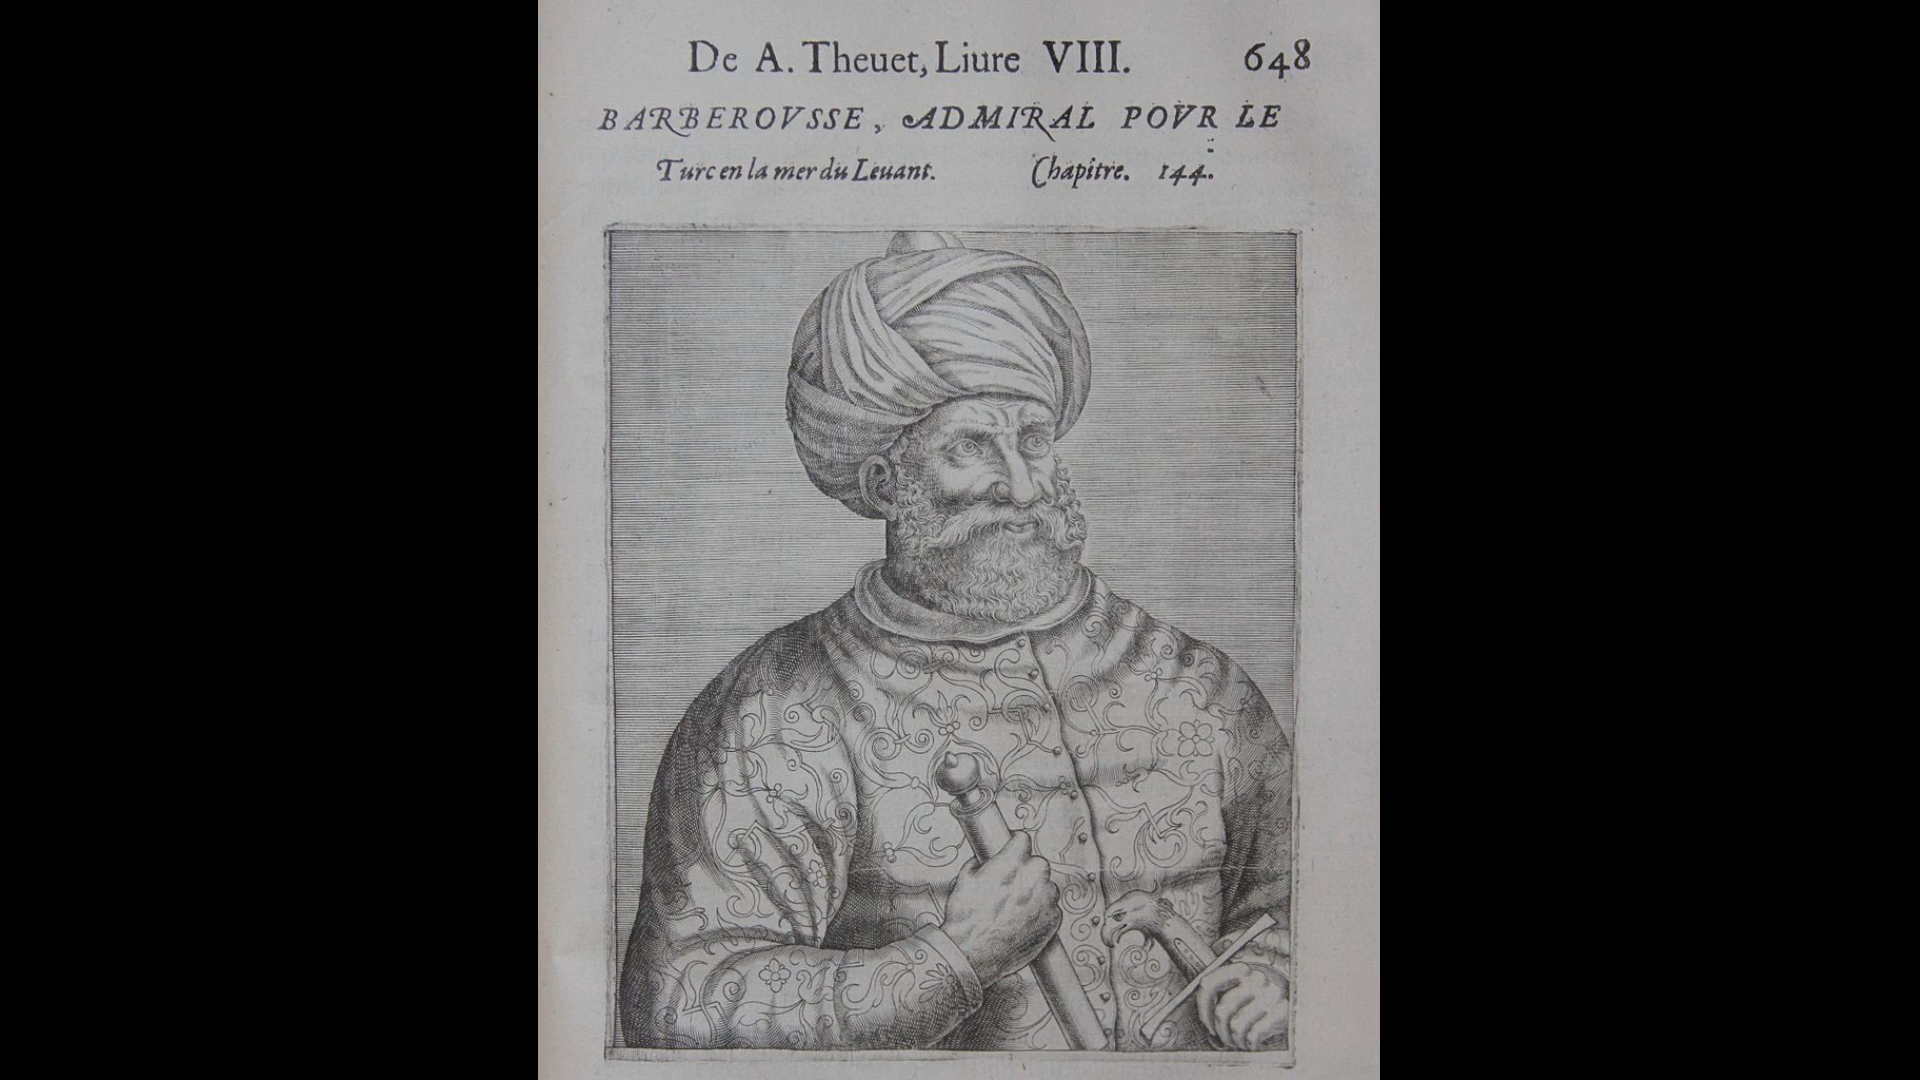 De A. Theuet, Liure VIII. 648
BARBEROVSSE, ADMIRAL POVR LE
Turc en la mer du Leuant. Chapitre. 144.